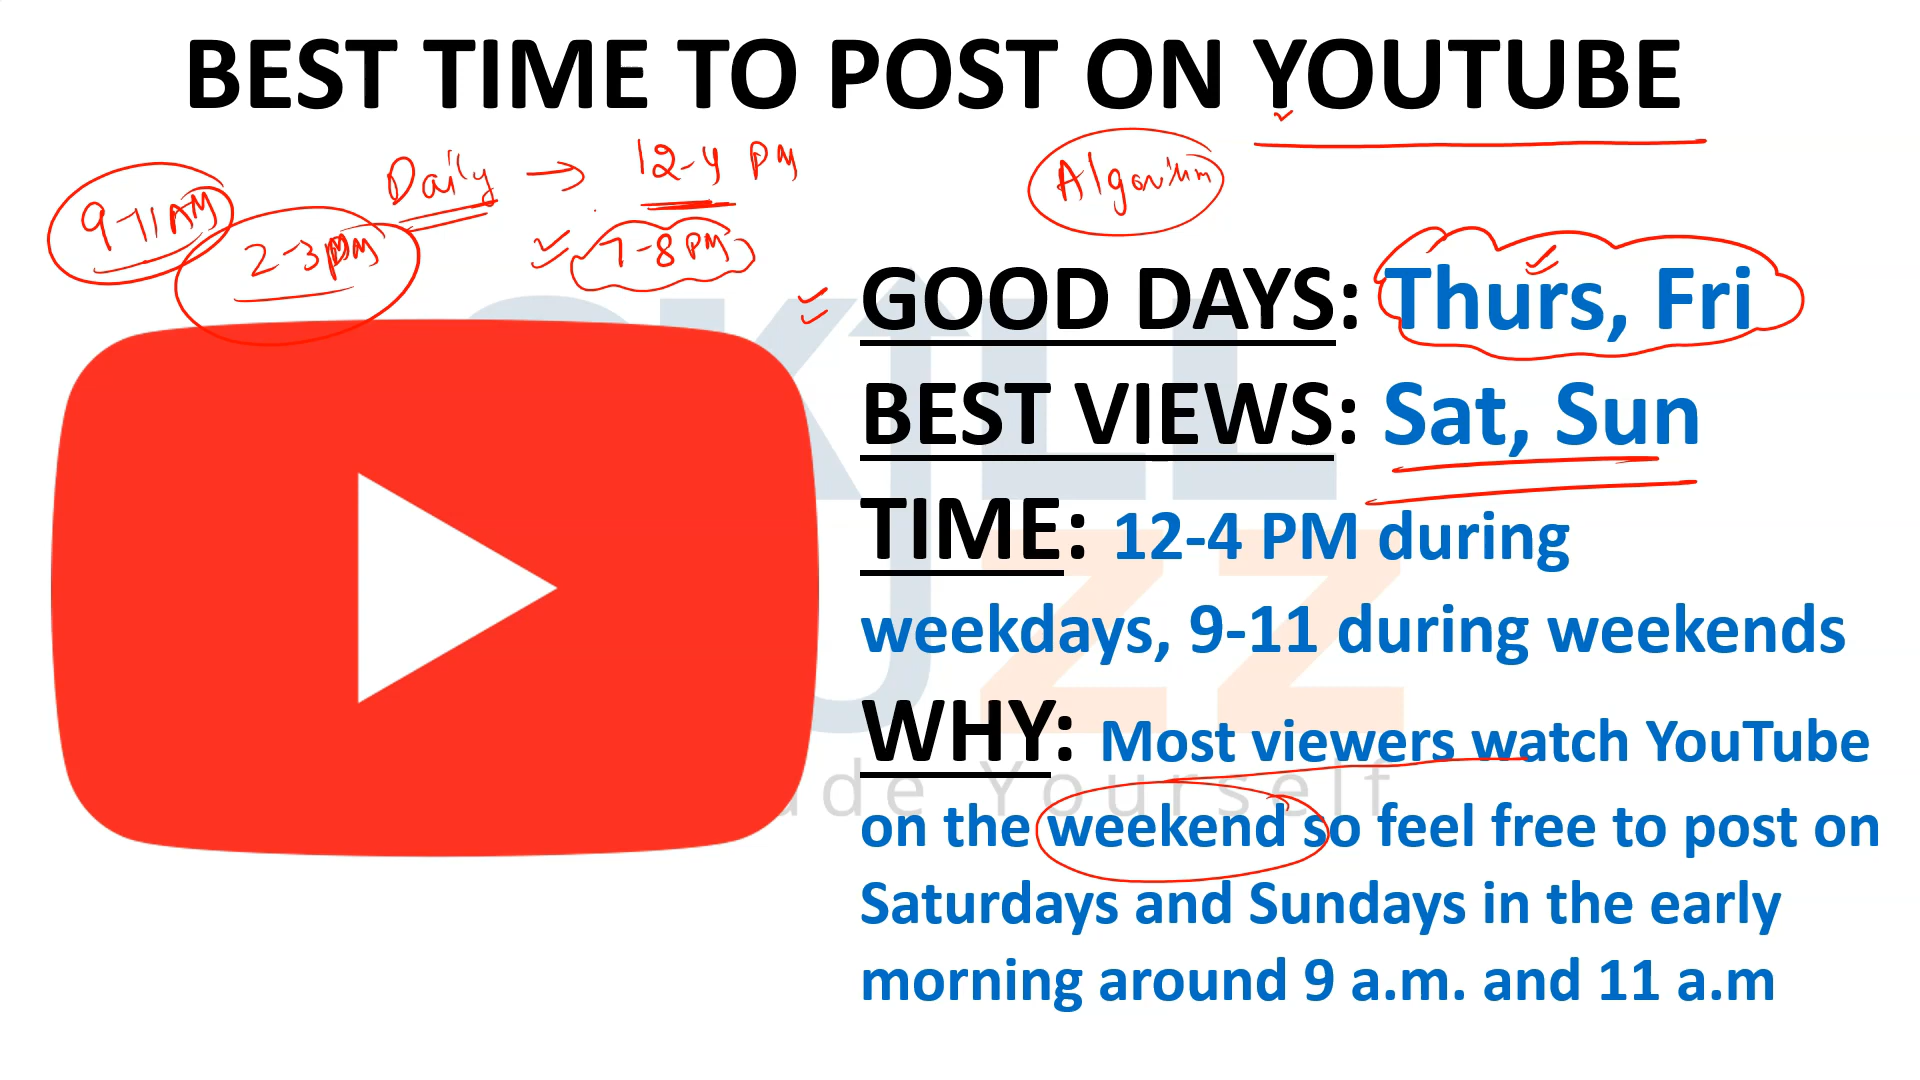 BEST TIME TO POST ON YOUTUBE
Daily → 12-4 PM
Algorithm
9-11 AM
2-3 PM
7-8 PM
GOOD DAYS: Thurs, Fri
BEST VIEWS: Sat, Sun
TIME: 12-4 PM during
weekdays, 9-11 during weekends
WHY: Most viewers watch YouTube
on the weekend so feel free to post on
Saturdays and Sundays in the early
morning around 9 a.m. and 11 a.m